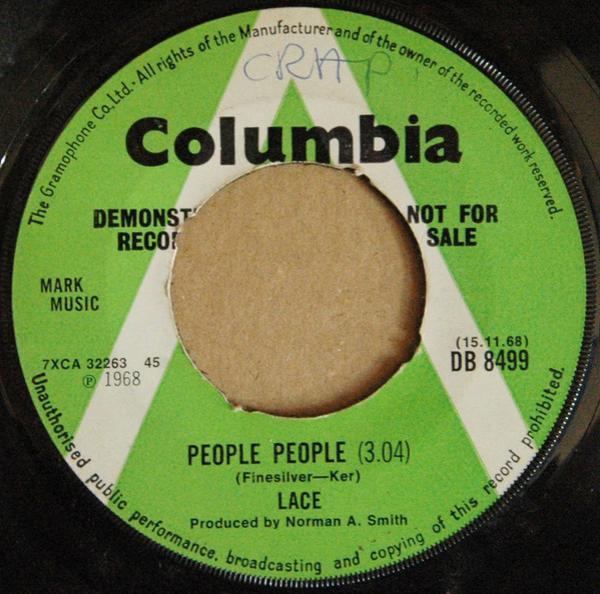 The Gramophone Co. Ltd. · All rights of the Manufacturer and of the owner of the recorded work reserved.
CRAP
Columbia
DEMONST NOT FOR
RECO SALE
MARK
MUSIC
(15.11.68)
7XCA 32263 45 DB 8499
Ⓟ 1968
PEOPLE PEOPLE (3.04)
(Finesilver—Ker)
LACE
Produced by Norman A. Smith
Unauthorised public performance, broadcasting and copying of this record prohibited.